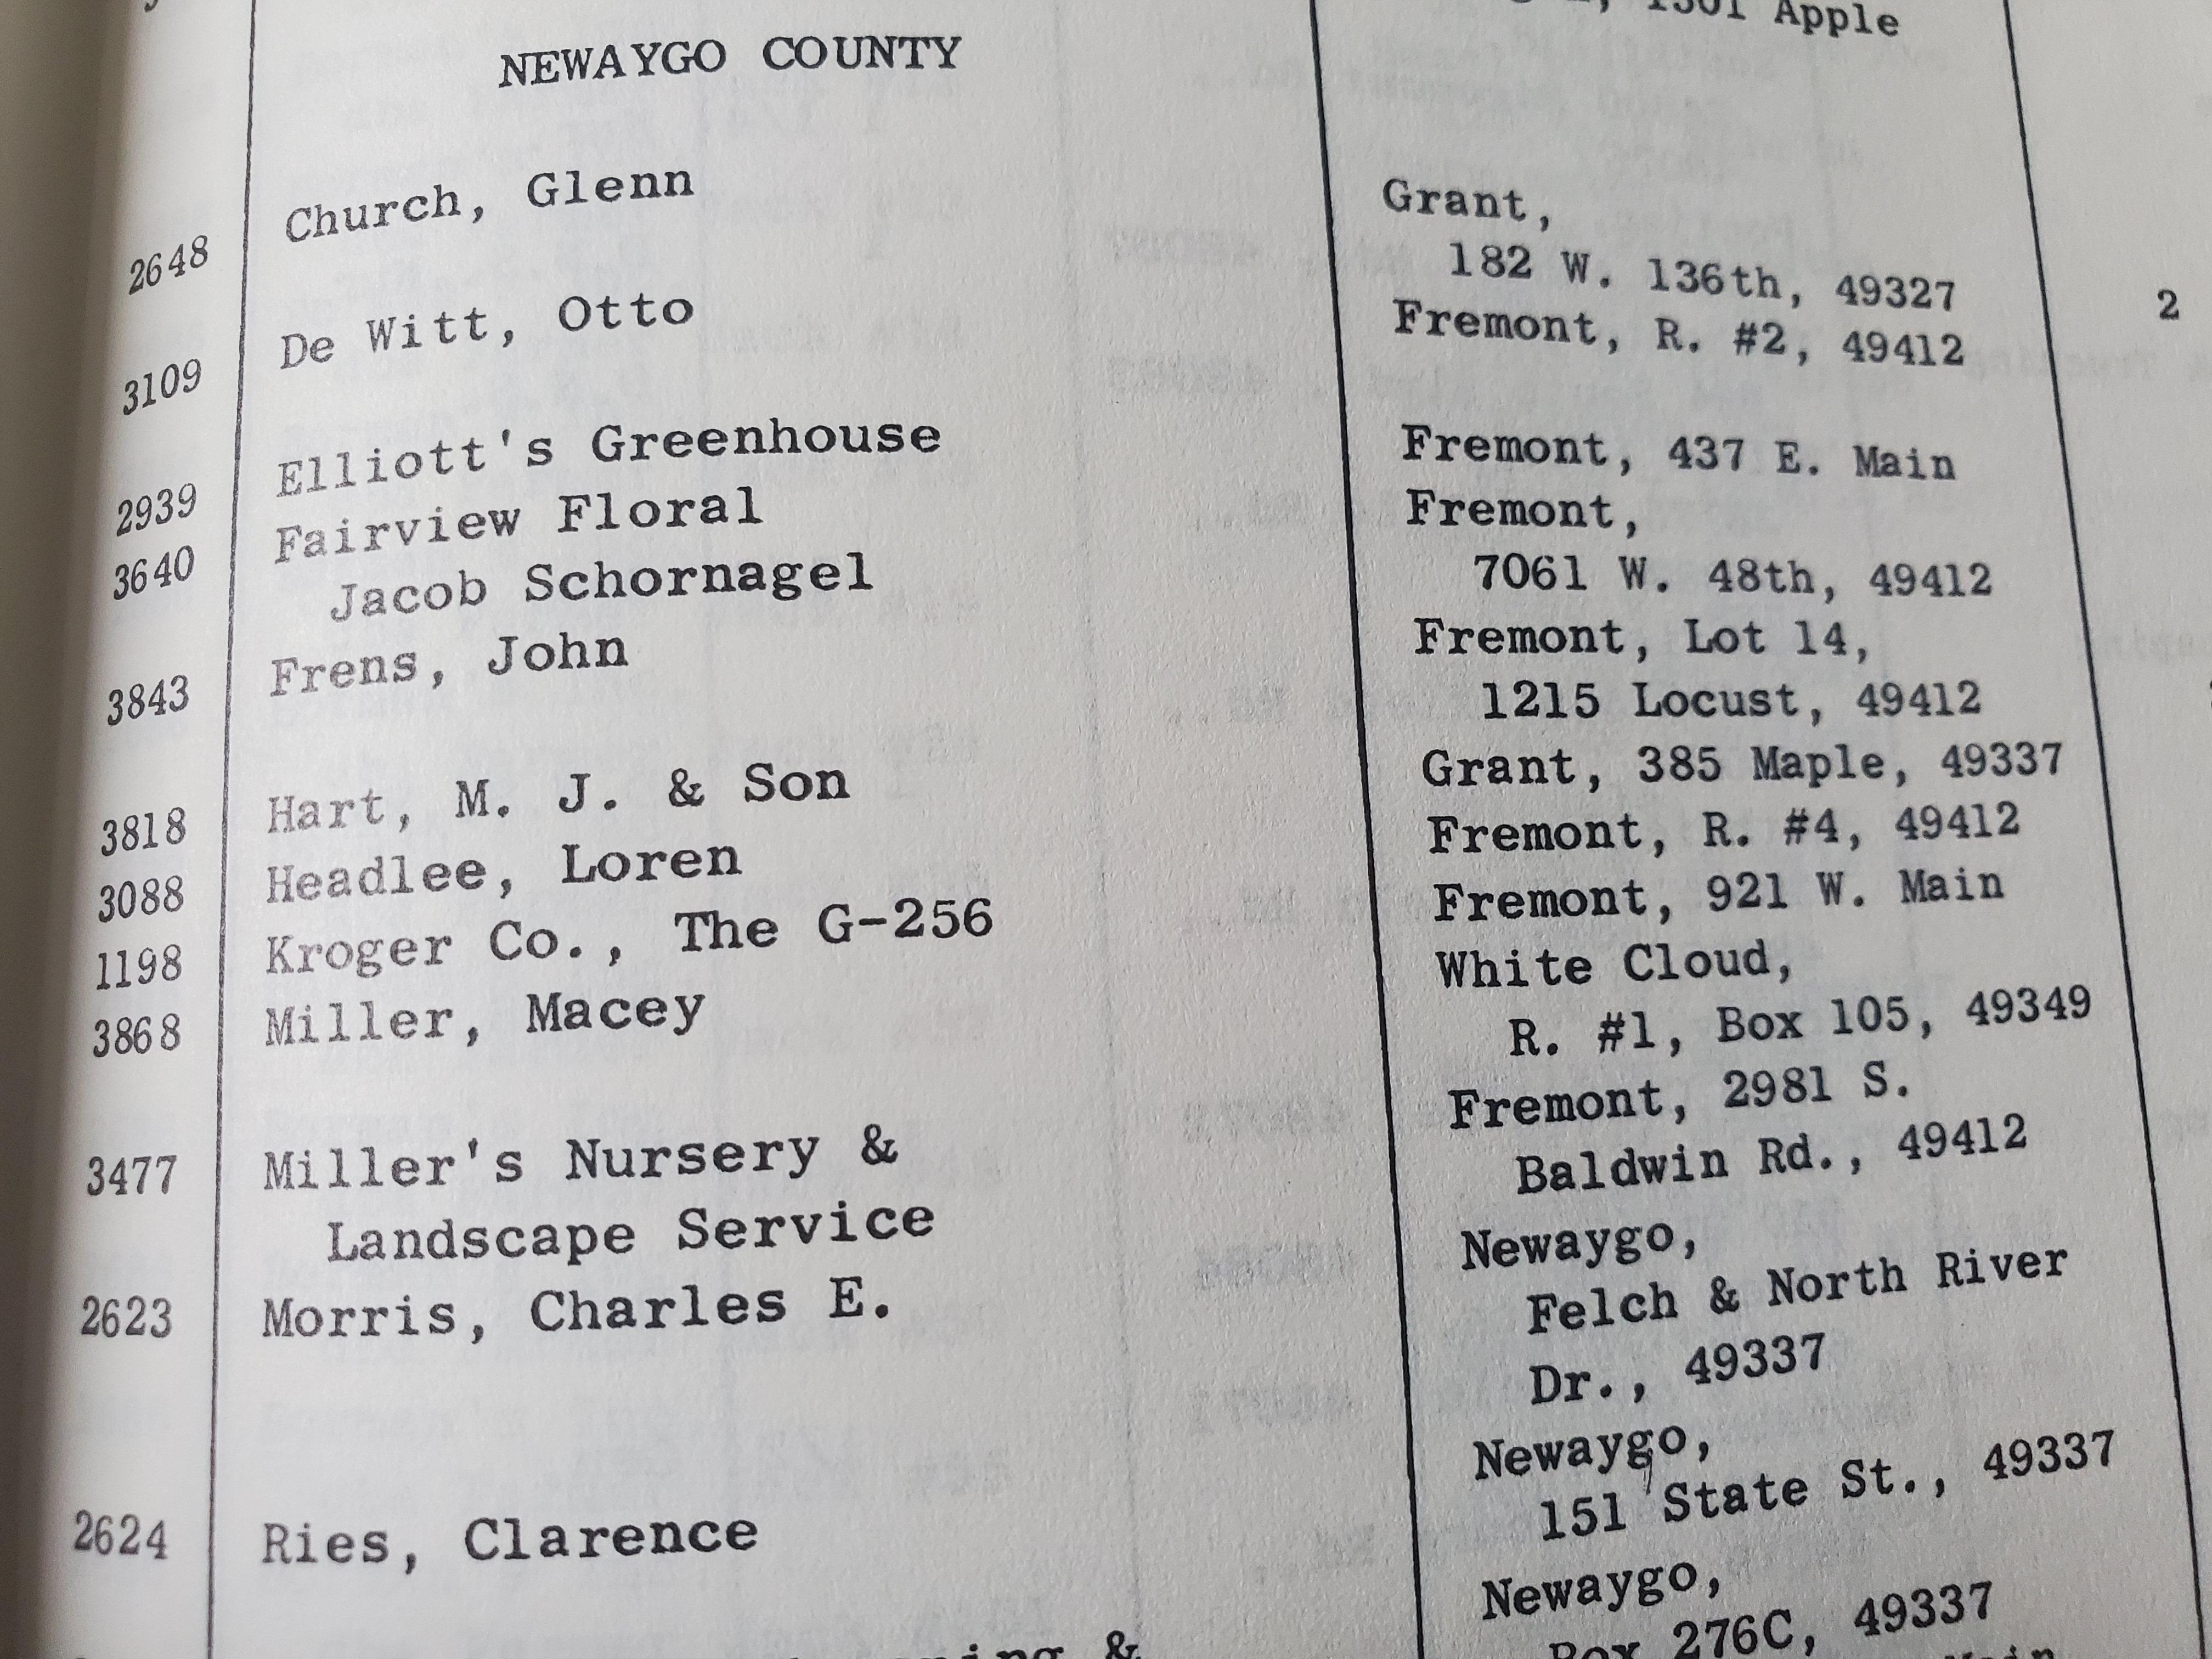 1301 Apple
NEWAYGO COUNTY
2648 Church, Glenn Grant,
182 W. 136th, 49327 2
3109 De Witt, Otto Fremont, R. #2, 49412
2939 Elliott's Greenhouse Fremont, 437 E. Main
3640 Fairview Floral Fremont,
Jacob Schornagel 7061 W. 48th, 49412
3843 Frens, John Fremont, Lot 14,
1215 Locust, 49412
3818 Hart, M. J. & Son Grant, 385 Maple, 49337
3088 Headlee, Loren Fremont, R. #4, 49412
1198 Kroger Co., The G-256 Fremont, 921 W. Main
3868 Miller, Macey White Cloud,
R. #1, Box 105, 49349
3477 Miller's Nursery & Fremont, 2981 S.
Landscape Service Baldwin Rd., 49412
2623 Morris, Charles E. Newaygo,
Felch & North River
Dr., 49337
2624 Ries, Clarence Newaygo,
151 State St., 49337
Newaygo,
& Box 276C, 49337
Main